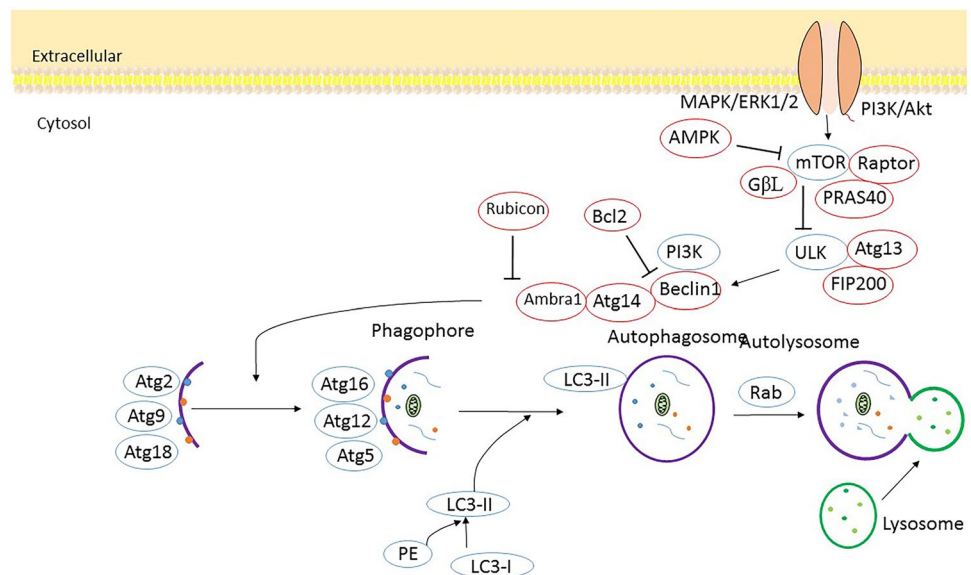 Extracellular
Cytosol
MAPK/ERK1/2
PI3K/Akt
AMPK
mTOR
Raptor
GβL
PRAS40
Rubicon
Bcl2
PI3K
ULK
Atg13
Beclin1
FIP200
Ambra1
Atg14
Phagophore
Autophagosome
Autolysosome
Atg2
Atg9
Atg18
Atg16
Atg12
Atg5
LC3-II
Rab
LC3-II
PE
LC3-I
Lysosome